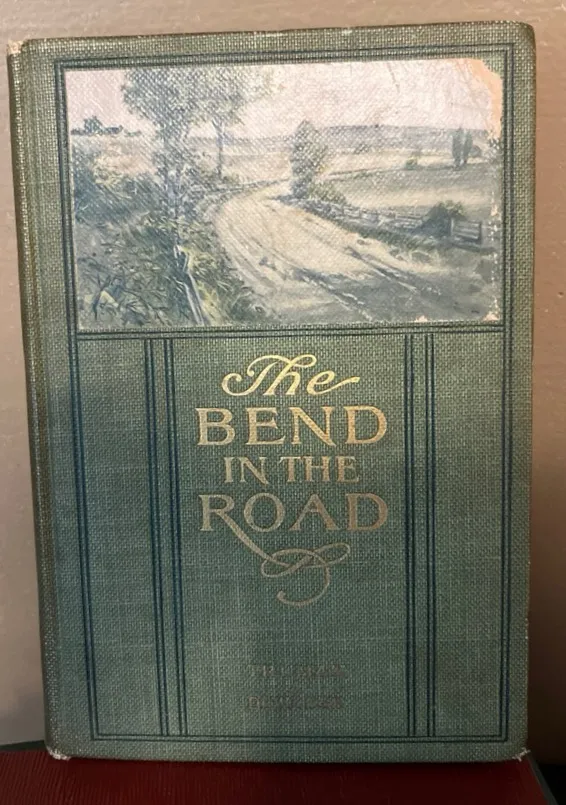 The
BEND
IN THE
ROAD